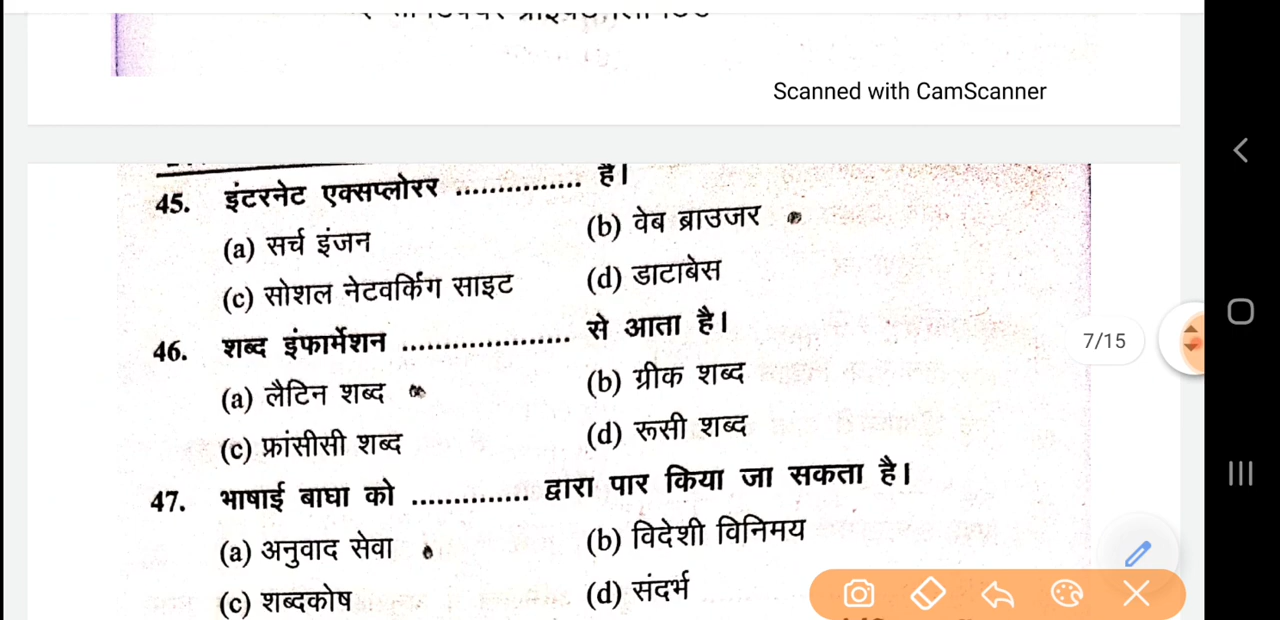 Scanned with CamScanner
45. इंटरनेट एक्सप्लोरर ............... है।
(a) सर्च इंजन (b) वेब ब्राउजर
(c) सोशल नेटवर्किंग साइट (d) डाटाबेस
46. शब्द इंफार्मेशन .................... से आता है।
7/15
(a) लैटिन शब्द (b) ग्रीक शब्द
(c) फ्रांसीसी शब्द (d) रूसी शब्द
47. भाषाई बाघा को .............. द्वारा पार किया जा सकता है।
(a) अनुवाद सेवा (b) विदेशी विनिमय
(c) शब्दकोष (d) संदर्भ